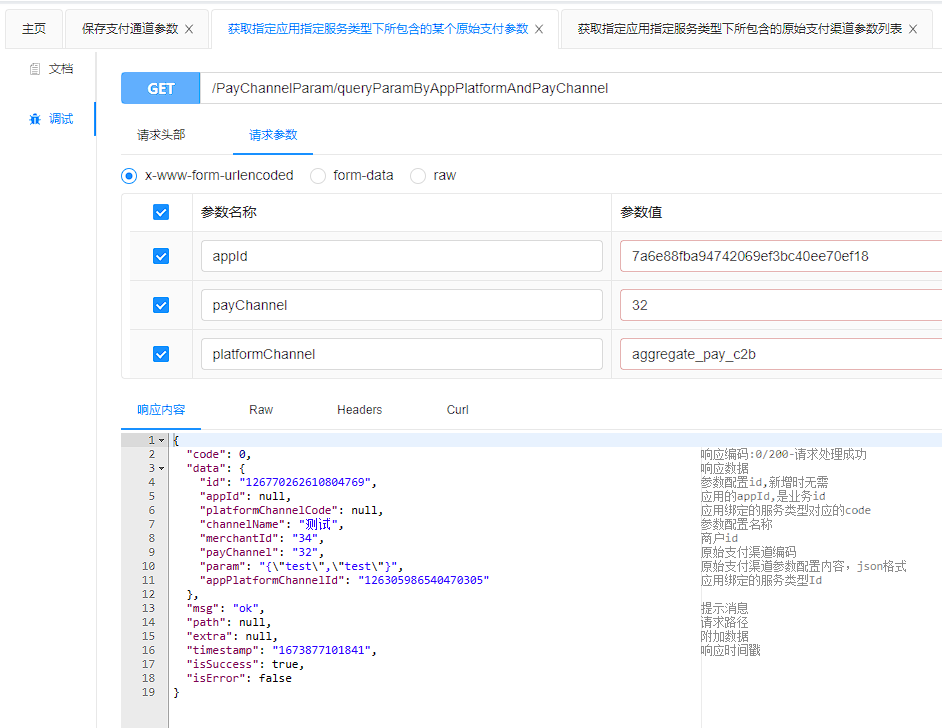 主页 保存支付通道参数 × 获取指定应用指定服务类型下所包含的某个原始支付参数 × 获取指定应用指定服务类型下所包含的原始支付渠道参数列表 ×
文档
GET /PayChannelParam/queryParamByAppPlatformAndPayChannel
调试
请求头部 请求参数
x-www-form-urlencoded form-data raw
参数名称 参数值
appId 7a6e88fba94742069ef3bc40ee70ef18
payChannel 32
platformChannel aggregate_pay_c2b
响应内容 Raw Headers Curl
1 {
2 "code": 0, 响应编码:0/200-请求处理成功
3 "data": { 响应数据
4 "id": "126770262610804769", 参数配置id,新增时无需
5 "appId": null, 应用的appId,是业务id
6 "platformChannelCode": null, 应用绑定的服务类型对应的code
7 "channelName": "测试", 参数配置名称
8 "merchantId": "34", 商户id
9 "payChannel": "32", 原始支付渠道编码
10 "param": "{\"test\",\"test\"}", 原始支付渠道参数配置内容，json格式
11 "appPlatformChannelId": "126305986540470305" 应用绑定的服务类型Id
12 },
13 "msg": "ok", 提示消息
14 "path": null, 请求路径
15 "extra": null, 附加数据
16 "timestamp": "1673877101841", 响应时间戳
17 "isSuccess": true,
18 "isError": false
19 }